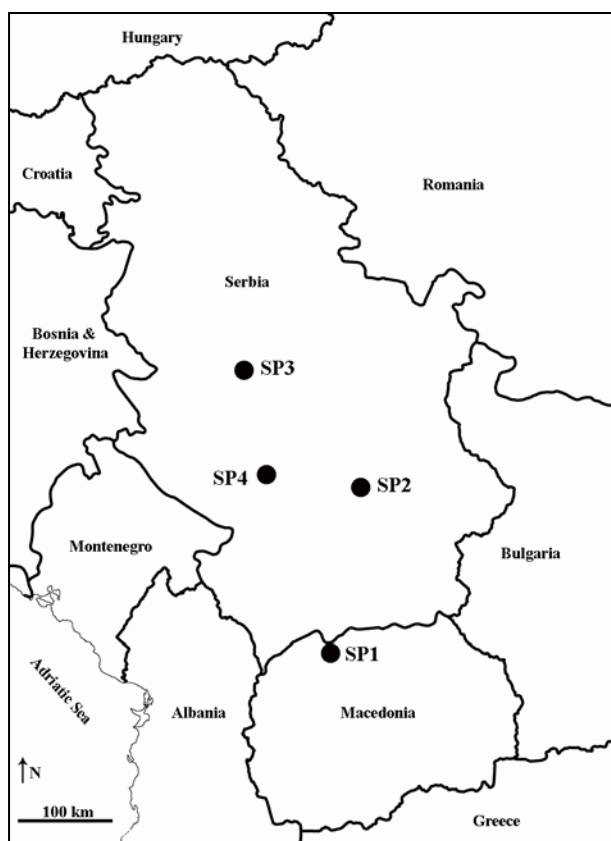 Hungary
Croatia
Romania
Serbia
Bosnia &
Herzegovina
SP3
SP4
SP2
Montenegro
Bulgaria
SP1
Adriatic Sea
Albania
Macedonia
N
100 km
Greece